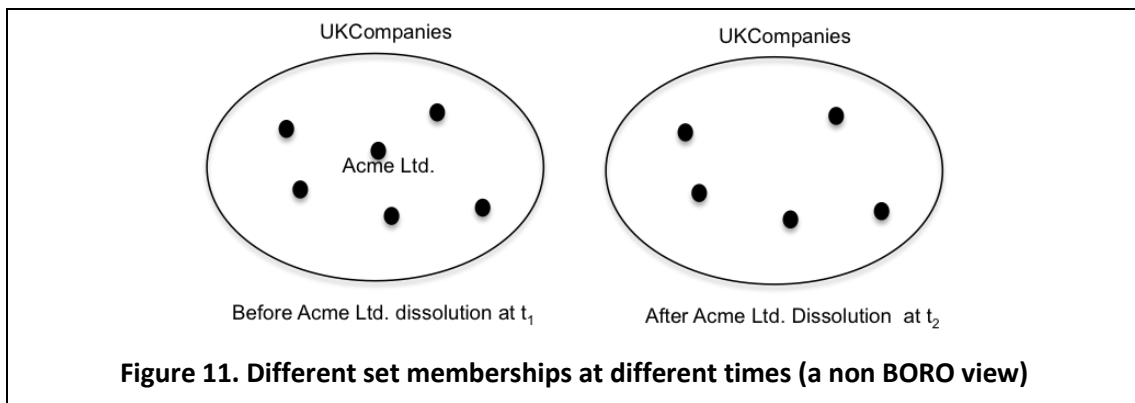 UKCompanies
UKCompanies
Acme Ltd.
Before Acme Ltd. dissolution at t₁
After Acme Ltd. Dissolution at t₂
Figure 11. Different set memberships at different times (a non BORO view)